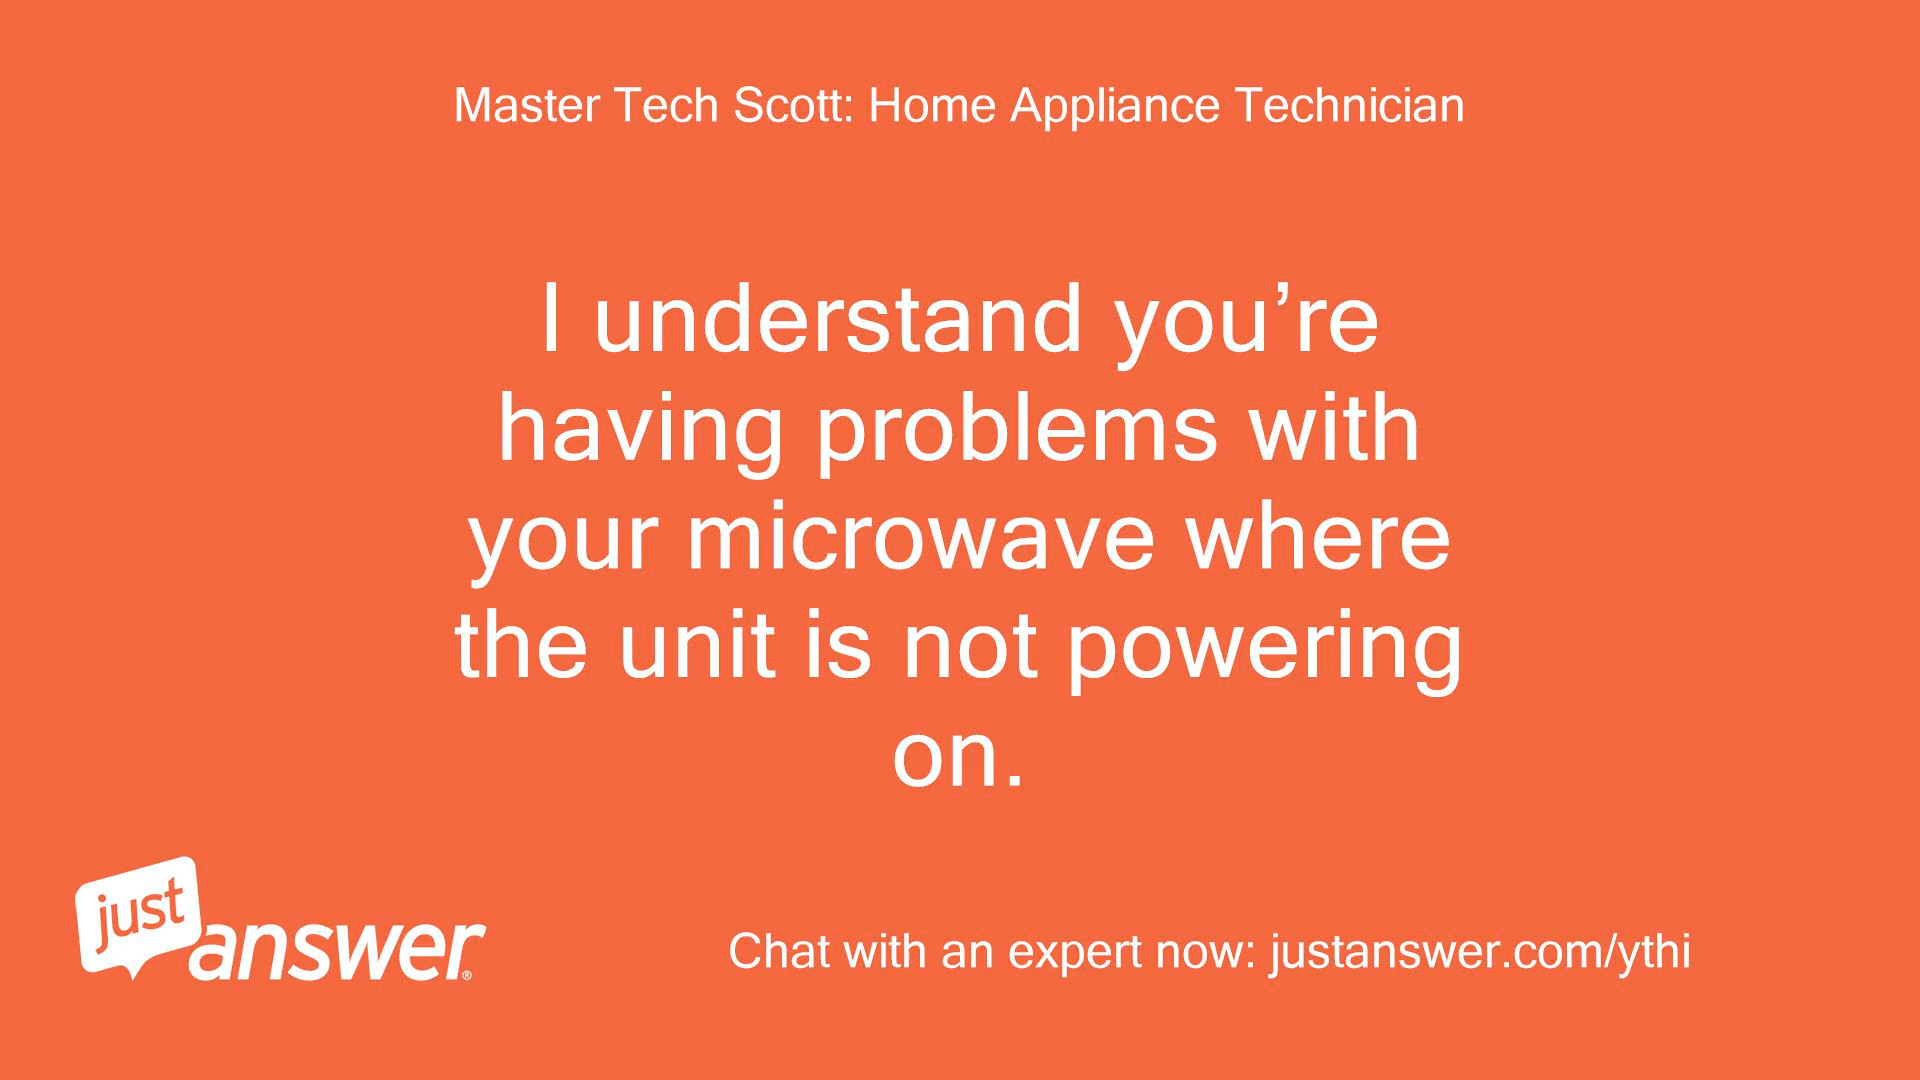 Master Tech Scott: Home Appliance Technician
I understand you’re
having problems with
your microwave where
the unit is not powering
on.
just
answer®
Chat with an expert now: justanswer.com/ythi